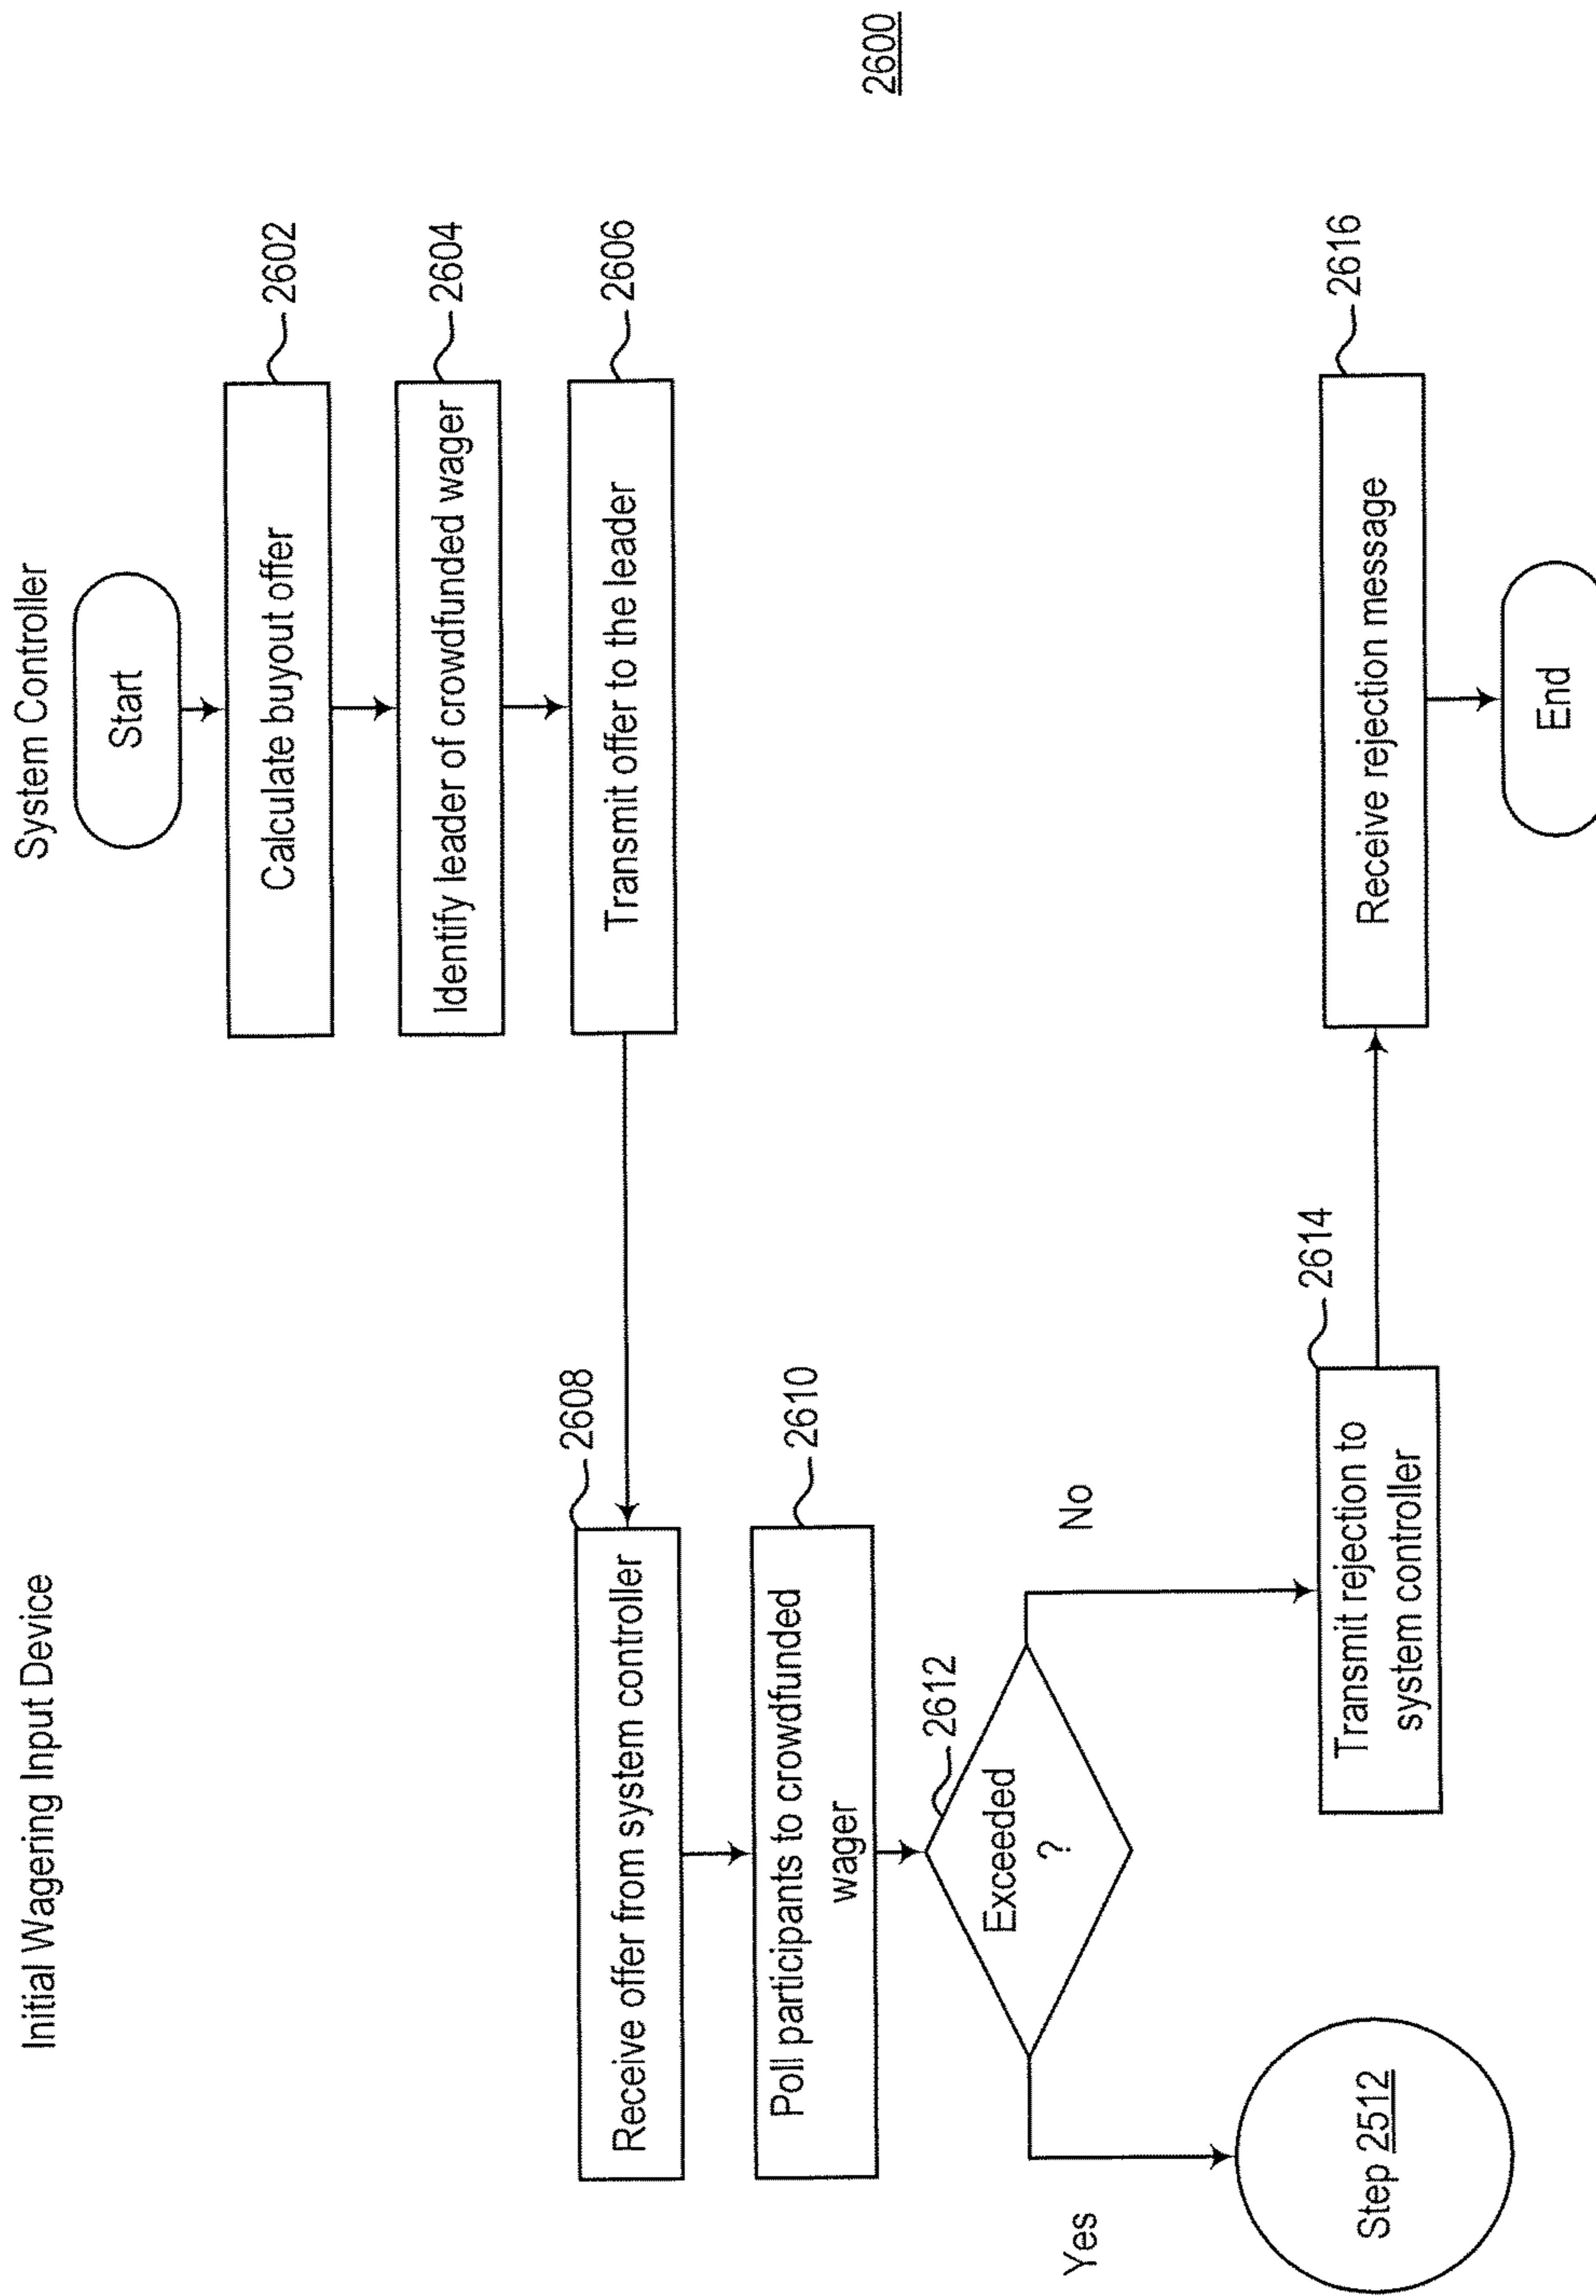 Initial Wagering Input Device
System Controller
Start
Calculate buyout offer
2602
Identify leader of crowdfunded wager
2604
Transmit offer to the leader
2606
Receive offer from system controller
2608
Poll participants to crowdfunded
wager
2610
Exceeded
?
2612
Yes
No
Step 2512
Transmit rejection to
system controller
2614
Receive rejection message
2616
End
2600